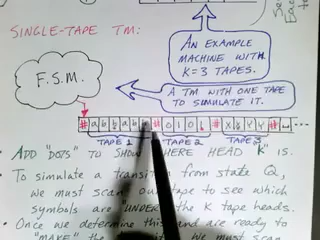 SINGLE-TAPE TM:
AN EXAMPLE
MACHINE WITH
K=3 TAPES.
F.S.M.
A TM WITH ONE TAPE
TO SIMULATE IT.
TAPE 1 TAPE 2 TAPE 3
• ADD "DOTS" TO SHOW HERE HEAD "K" IS.
• TO SIMULATE A TRANSITION FROM STATE Q,
WE MUST SCAN OUR TAPE TO SEE WHICH
SYMBOLS ARE "UNDER" THE K TAPE HEADS.
• ONCE WE DETERMINE THIS AND ARE READY
TO "MAKE" THE MUST SCAN